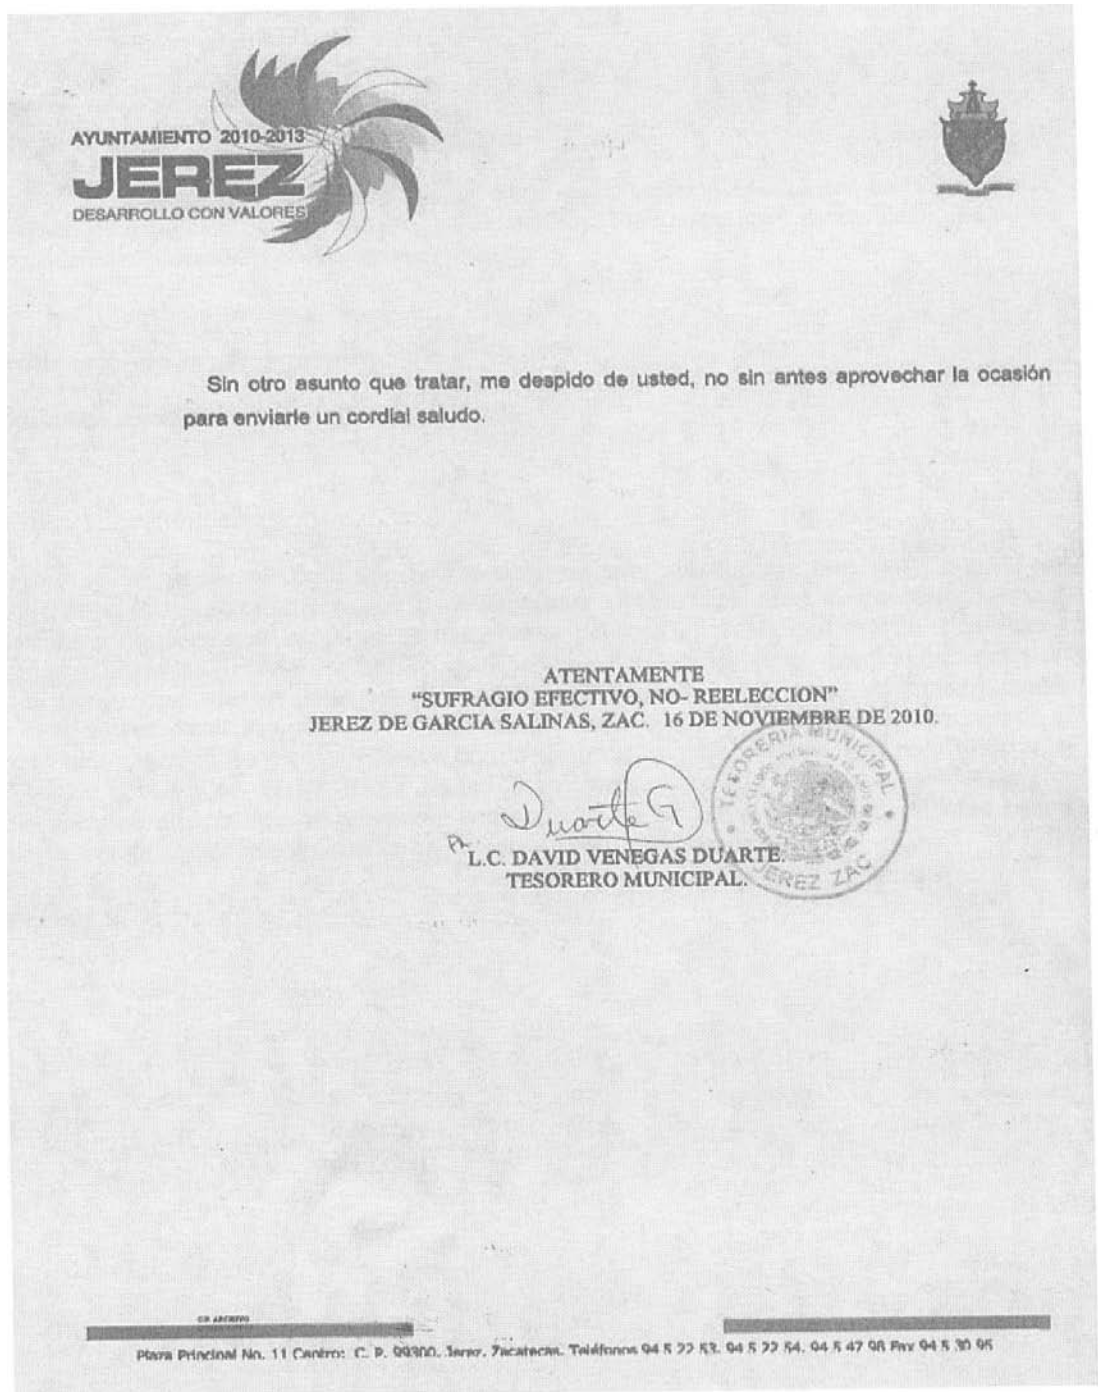 AYUNTAMIENTO 2010-2013
JEREZ
DESARROLLO CON VALORES
Sin otro asunto que tratar, me despido de usted, no sin antes aprovechar la ocasión
para enviarle un cordial saludo.
ATENTAMENTE
“SUFRAGIO EFECTIVO, NO- REELECCION”
JEREZ DE GARCIA SALINAS, ZAC. 16 DE NOVIEMBRE DE 2010.
TESORERIA MUNICIPAL
JEREZ ZAC
Duarte G
L.C. DAVID VENEGAS DUARTE.
TESORERO MUNICIPAL.
ARCHIVO
Plaza Principal No. 11 Centro: C. P. 99300. Jerez, Zacatecas. Teléfonos 94 5 22 53. 94 5 22 54. 94 5 47 98 Fax 94 5 30 95